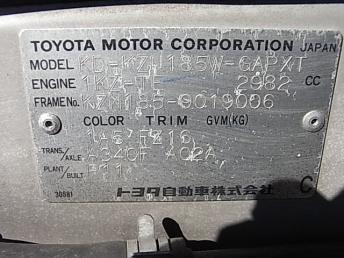 TOYOTA MOTOR CORPORATION JAPAN
MODEL KD-KZN185W-GAPXT
ENGINE 1KZ-TE 2982 CC
FRAME No. KZN185-9019006
COLOR TRIM GVM(KG)
TRANS./AXLE A340F A02A
PLANT/BUILT
トヨタ自動車株式会社 C
30081